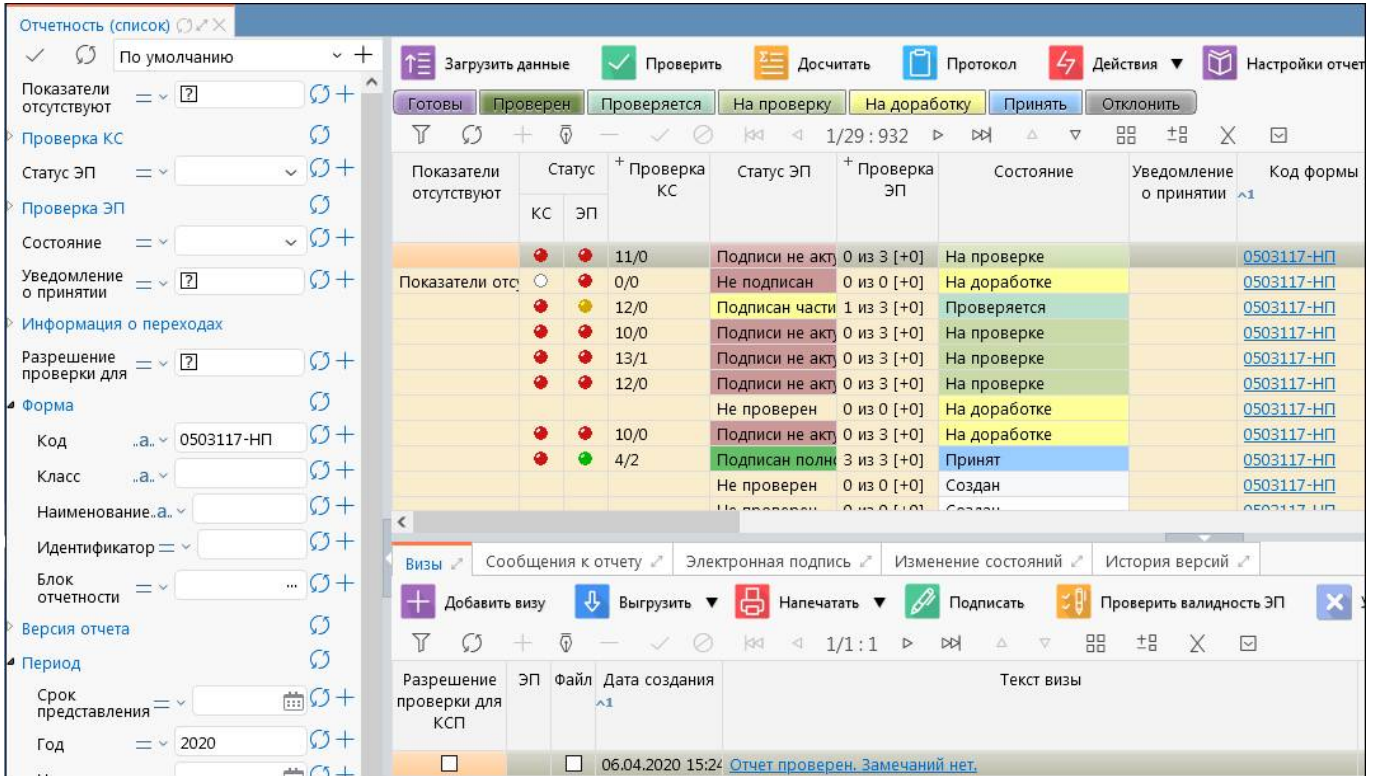 Отчетность (список)
По умолчанию
Показатели отсутствуют = ?
Проверка КС
Статус ЭП =
Проверка ЭП
Состояние =
Уведомление о принятии = ?
Информация о переходах
Разрешение проверки для = ?
Форма
Код ..а.. 0503117-НП
Класс ..а..
Наименование ..а..
Идентификатор =
Блок отчетности = ...
Версия отчета
Период
Срок представления =
Год = 2020
Загрузить данные Проверить Досчитать Протокол Действия ▼ Настройки отчет
Готовы Проверен Проверяется На проверку На доработку Принять Отклонить
1/29 : 932
Показатели отсутствуют Статус КС ЭП + Проверка КС Статус ЭП + Проверка ЭП Состояние Уведомление о принятии ^1 Код формы
11/0 Подписи не акту 0 из 3 [+0] На проверке 0503117-НП
Показатели отс 0/0 Не подписан 0 из 0 [+0] На доработке 0503117-НП
12/0 Подписан части 1 из 3 [+0] Проверяется 0503117-НП
10/0 Подписи не акту 0 из 3 [+0] На проверке 0503117-НП
13/1 Подписи не акту 0 из 3 [+0] На проверке 0503117-НП
12/0 Подписи не акту 0 из 3 [+0] На проверке 0503117-НП
Не проверен 0 из 0 [+0] На доработке 0503117-НП
10/0 Подписи не акту 0 из 3 [+0] На доработке 0503117-НП
4/2 Подписан полно 3 из 3 [+0] Принят 0503117-НП
Не проверен 0 из 0 [+0] Создан 0503117-НП
Визы Сообщения к отчету Электронная подпись Изменение состояний История версий
Добавить визу Выгрузить ▼ Напечатать ▼ Подписать Проверить валидность ЭП
1/1 : 1
Разрешение проверки для КСП ЭП Файл Дата создания ^1 Текст визы
06.04.2020 15:24 Отчет проверен. Замечаний нет.